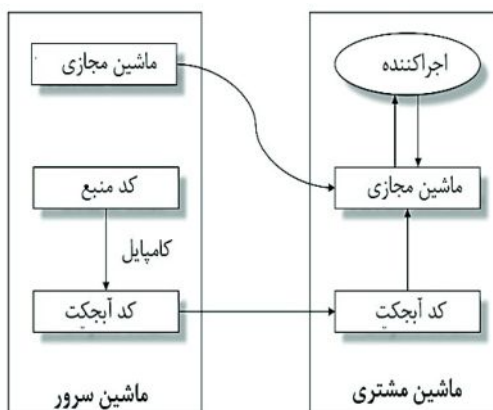 ماشین مجازی
اجراکننده
کد منبع
ماشین مجازی
کامپایل
کد آبجکت
کد آبجکت
ماشین سرور
ماشین مشتری